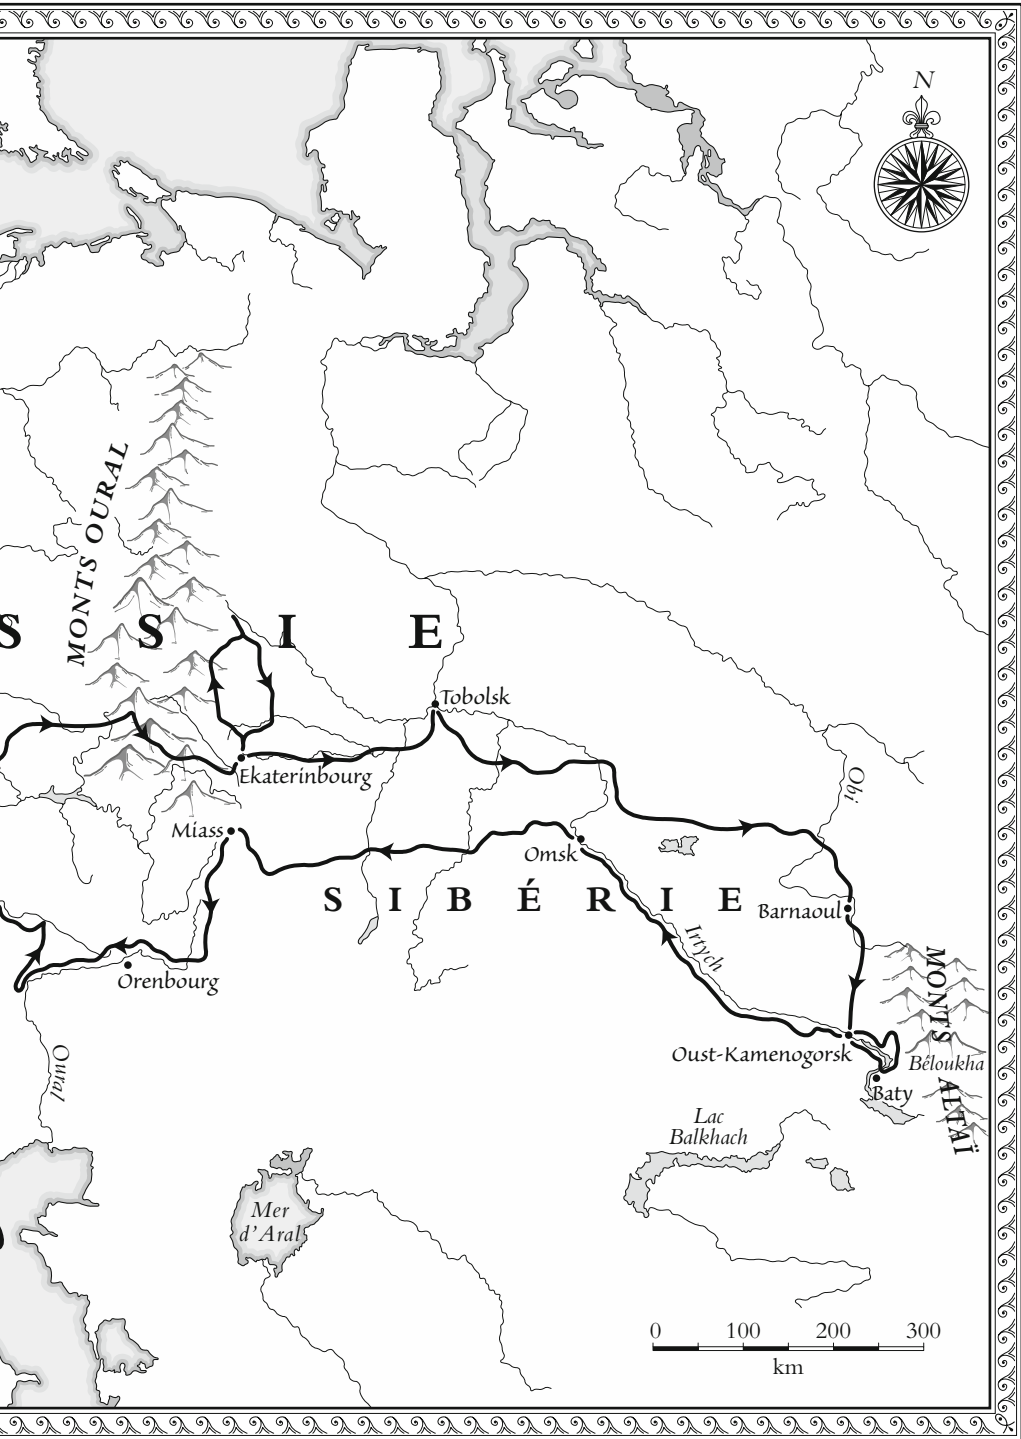 N
MONTS OURAL
S S I E
Tobolsk
Ekaterinbourg
Obi
Miass
Omsk
S I B É R I E
Barnaoul
Irtych
Orenbourg
MONTS ALTAÏ
Oust-Kamenogorsk
Béloukha
Baty
Oural
Lac
Balkhach
Mer
d'Aral
0 100 200 300
km